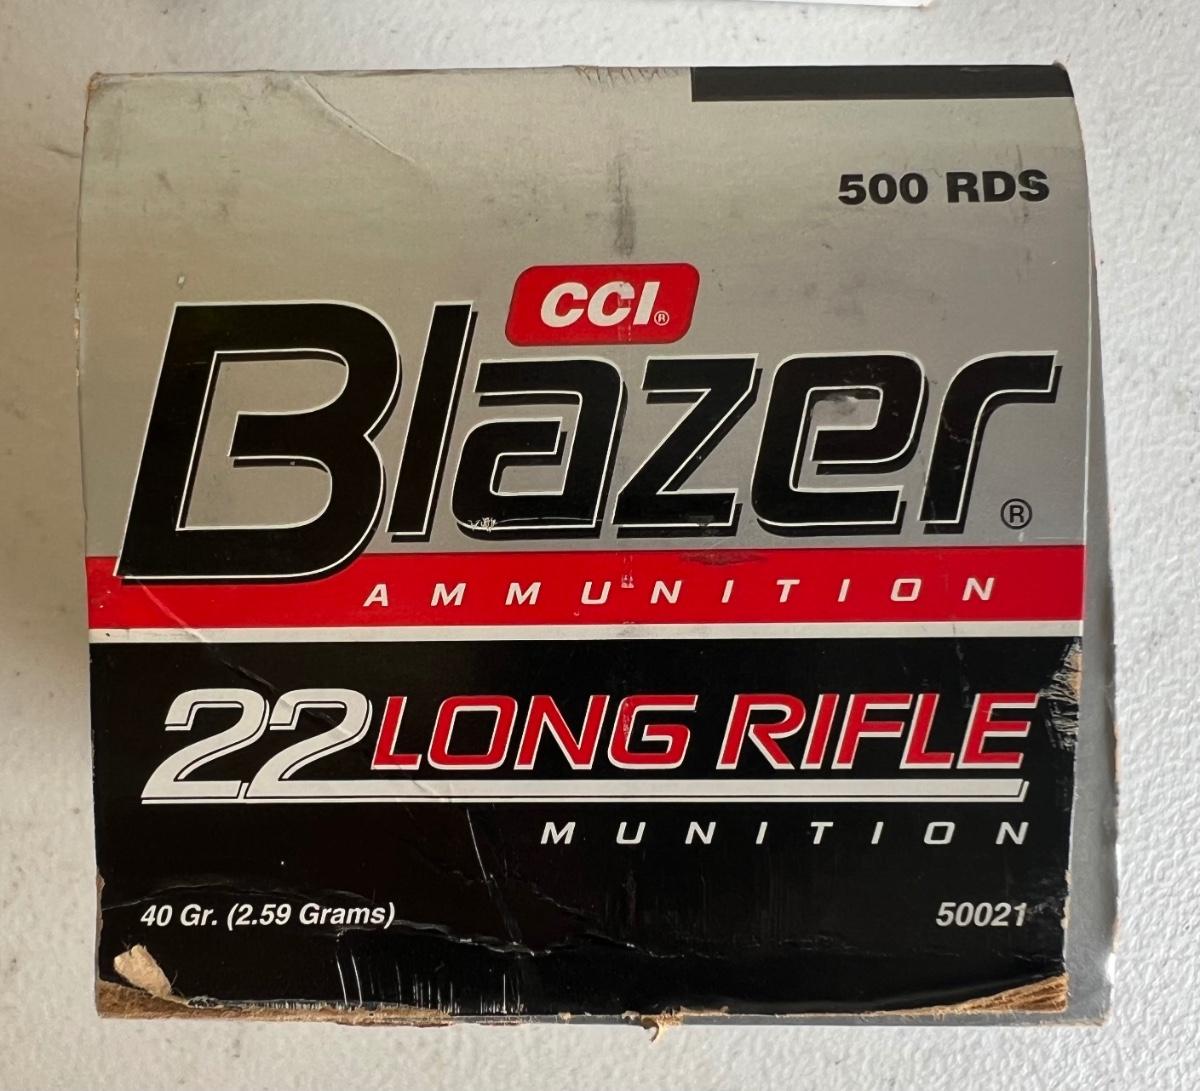 500 RDS
CCI®
Blazer®
AMMUNITION
22 LONG RIFLE
MUNITION
40 Gr. (2.59 Grams) 50021